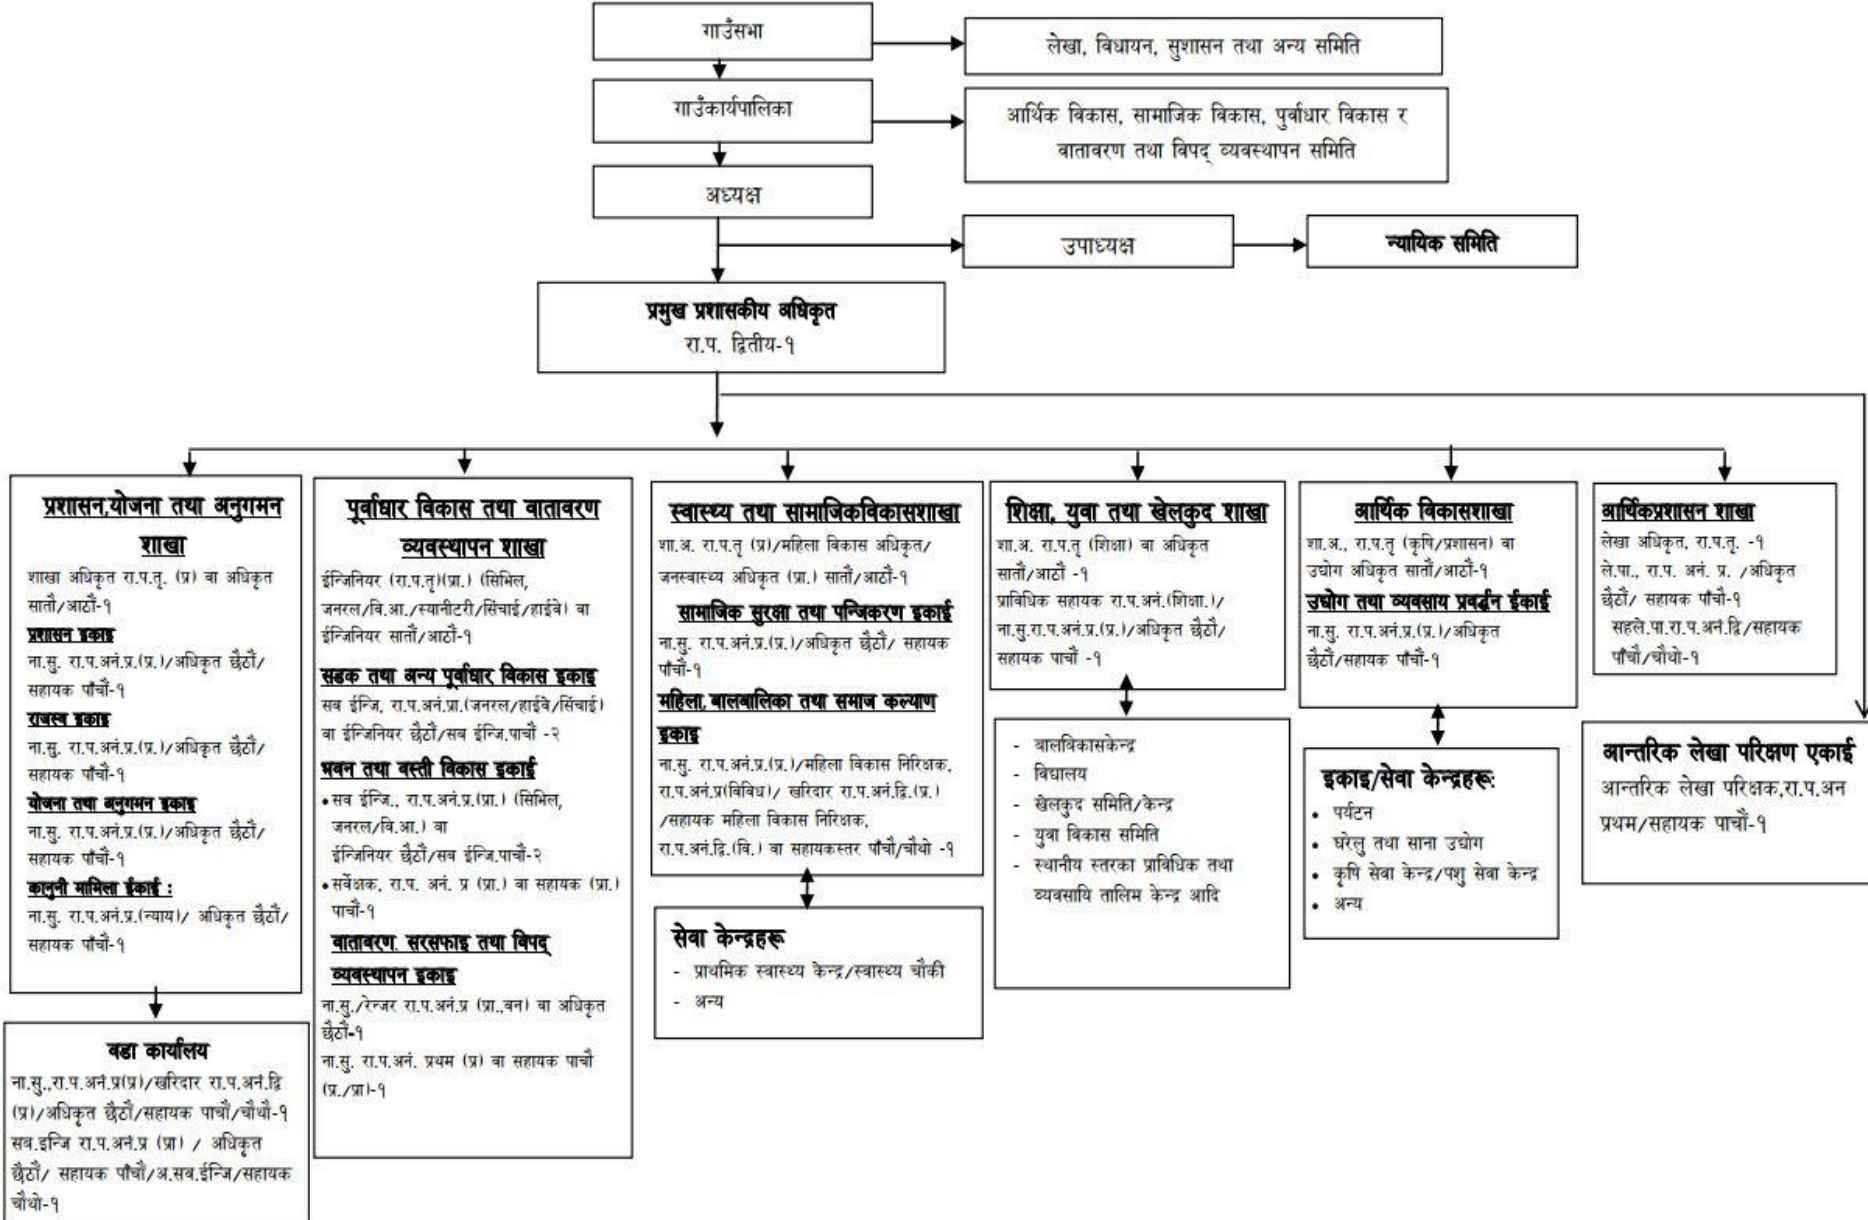 गाउँसभा
लेखा, विधायन, सुशासन तथा अन्य समिति
गाउँकार्यपालिका
आर्थिक विकास, सामाजिक विकास, पुर्वाधार विकास र
वातावरण तथा विपद् व्यवस्थापन समिति
अध्यक्ष
उपाध्यक्ष
न्यायिक समिति
प्रमुख प्रशासकीय अधिकृत
रा.प. द्वितीय-१
प्रशासन,योजना तथा अनुगमन
शाखा
शाखा अधिकृत रा.प.तृ. (प्र) वा अधिकृत
सातौं/आठौं-१
प्रशासन इकाइ
ना.सु. रा.प.अनं.प्र.(प्र.)/अधिकृत छैठौं/
सहायक पाँचौं-१
राजस्व इकाइ
ना.सु. रा.प.अनं.प्र.(प्र.)/अधिकृत छैठौं/
सहायक पाँचौं-१
योजना तथा अनुगमन इकाइ
ना.सु. रा.प.अनं.प्र.(प्र.)/अधिकृत छैठौं/
सहायक पाँचौं-१
कानुनी मामिला ईकाई :
ना.सु. रा.प.अनं.प्र.(न्याय)/ अधिकृत छैठौं/
सहायक पाँचौं-१
वडा कार्यालय
ना.सु.,रा.प.अनं.प्र(प्र)/खरिदार रा.प.अनं.द्वि
(प्र)/अधिकृत छैठौं/सहायक पाचौं/चौथौ-१
सव.इन्जि रा.प.अनं.प्र (प्रा) / अधिकृत
छैठौं/ सहायक पाँचौं/अ.सव.ईन्जि/सहायक
चौथो-१
पूर्वाधार विकास तथा वातावरण
व्यवस्थापन शाखा
ईन्जिनियर (रा.प.तृ)(प्रा.) (सिभिल,
जनरल/वि.आ./स्यानीटरी/सिंचाई/हाईवे) वा
ईन्जिनियर सातौं/आठौं-१
सडक तथा अन्य पूर्वाधार विकास इकाइ
सव ईन्जि, रा.प.अनं.प्रा.(जनरल/हाईवे/सिंचाई)
वा ईन्जिनियर छैठौं/सव ईन्जि.पाचौं -२
भवन तथा वस्ती विकास इकाई
•सव ईन्जि., रा.प.अनं.प्र.(प्रा.) (सिभिल,
जनरल/वि.आ.) वा
ईन्जिनियर छैठौं/सव ईन्जि.पाचौं-२
•सर्वेक्षक, रा.प. अनं. प्र (प्रा.) वा सहायक (प्रा.)
पाचौं-१
वातावरण. सरसफाइ तथा विपद्
व्यवस्थापन इकाइ
ना.सु./रेन्जर रा.प.अनं.प्र (प्रा.,वन) वा अधिकृत
छैठौं-१
ना.सु. रा.प.अनं. प्रथम (प्र) वा सहायक पाचौ
(प्र./प्रा)-१
स्वास्थ्य तथा सामाजिकविकासशाखा
शा.अ. रा.प.तृ (प्र)/महिला विकास अधिकृत/
जनस्वास्थ्य अधिकृत (प्रा.) सातौं/आठौं-१
सामाजिक सुरक्षा तथा पन्जिकरण इकाई
ना.सु. रा.प.अनं.प्र.(प्र.)/अधिकृत छैठौं/ सहायक
पाँचौं-१
महिला, बालबालिका तथा समाज कल्याण
इकाइ
ना.सु. रा.प.अनं.प्र.(प्र.)/महिला विकास निरिक्षक,
रा.प.अनं.प्र(विविध)/ खरिदार रा.प.अनं.द्वि.(प्र.)
/सहायक महिला विकास निरिक्षक,
रा.प.अनं.द्वि.(वि.) वा सहायकस्तर पाँचौ/चौथो -१
सेवा केन्द्रहरू
- प्राथमिक स्वास्थ्य केन्द्र/स्वास्थ्य चौकी
- अन्य
शिक्षा, युवा तथा खेलकुद शाखा
शा.अ. रा.प.तृ (शिक्षा) वा अधिकृत
सातौं/आठौं -१
प्राविधिक सहायक रा.प.अनं.(शिक्षा.)/
ना.सु.रा.प.अनं.प्र.(प्र.)/अधिकृत छैठौं/
सहायक पाचौं -१
- बालविकासकेन्द्र
- विद्यालय
- खेलकुद समिति/केन्द्र
- युवा विकास समिति
- स्थानीय स्तरका प्राविधिक तथा
व्यवसायि तालिम केन्द्र आदि
आर्थिक विकासशाखा
शा.अ., रा.प.तृ (कृषि/प्रशासन) वा
उद्योग अधिकृत सातौं/आठौं-१
उद्योग तथा व्यवसाय प्रवर्द्धन ईकाई
ना.सु. रा.प.अनं.प्र.(प्र.)/अधिकृत
छैठौं/सहायक पाँचौं-१
इकाइ/सेवा केन्द्रहरू:
• पर्यटन
• घरेलु तथा साना उद्योग
• कृषि सेवा केन्द्र/पशु सेवा केन्द्र
• अन्य
आर्थिकप्रशासन शाखा
लेखा अधिकृत, रा.प.तृ. -१
ले.पा., रा.प. अनं. प्र. /अधिकृत
छैठौं/ सहायक पाँचौं-१
सहले.पा.रा.प.अनं.द्वि/सहायक
पाँचौ/चौथो-१
आन्तरिक लेखा परिक्षण एकाई
आन्तरिक लेखा परिक्षक,रा.प.अन
प्रथम/सहायक पाचौं-१